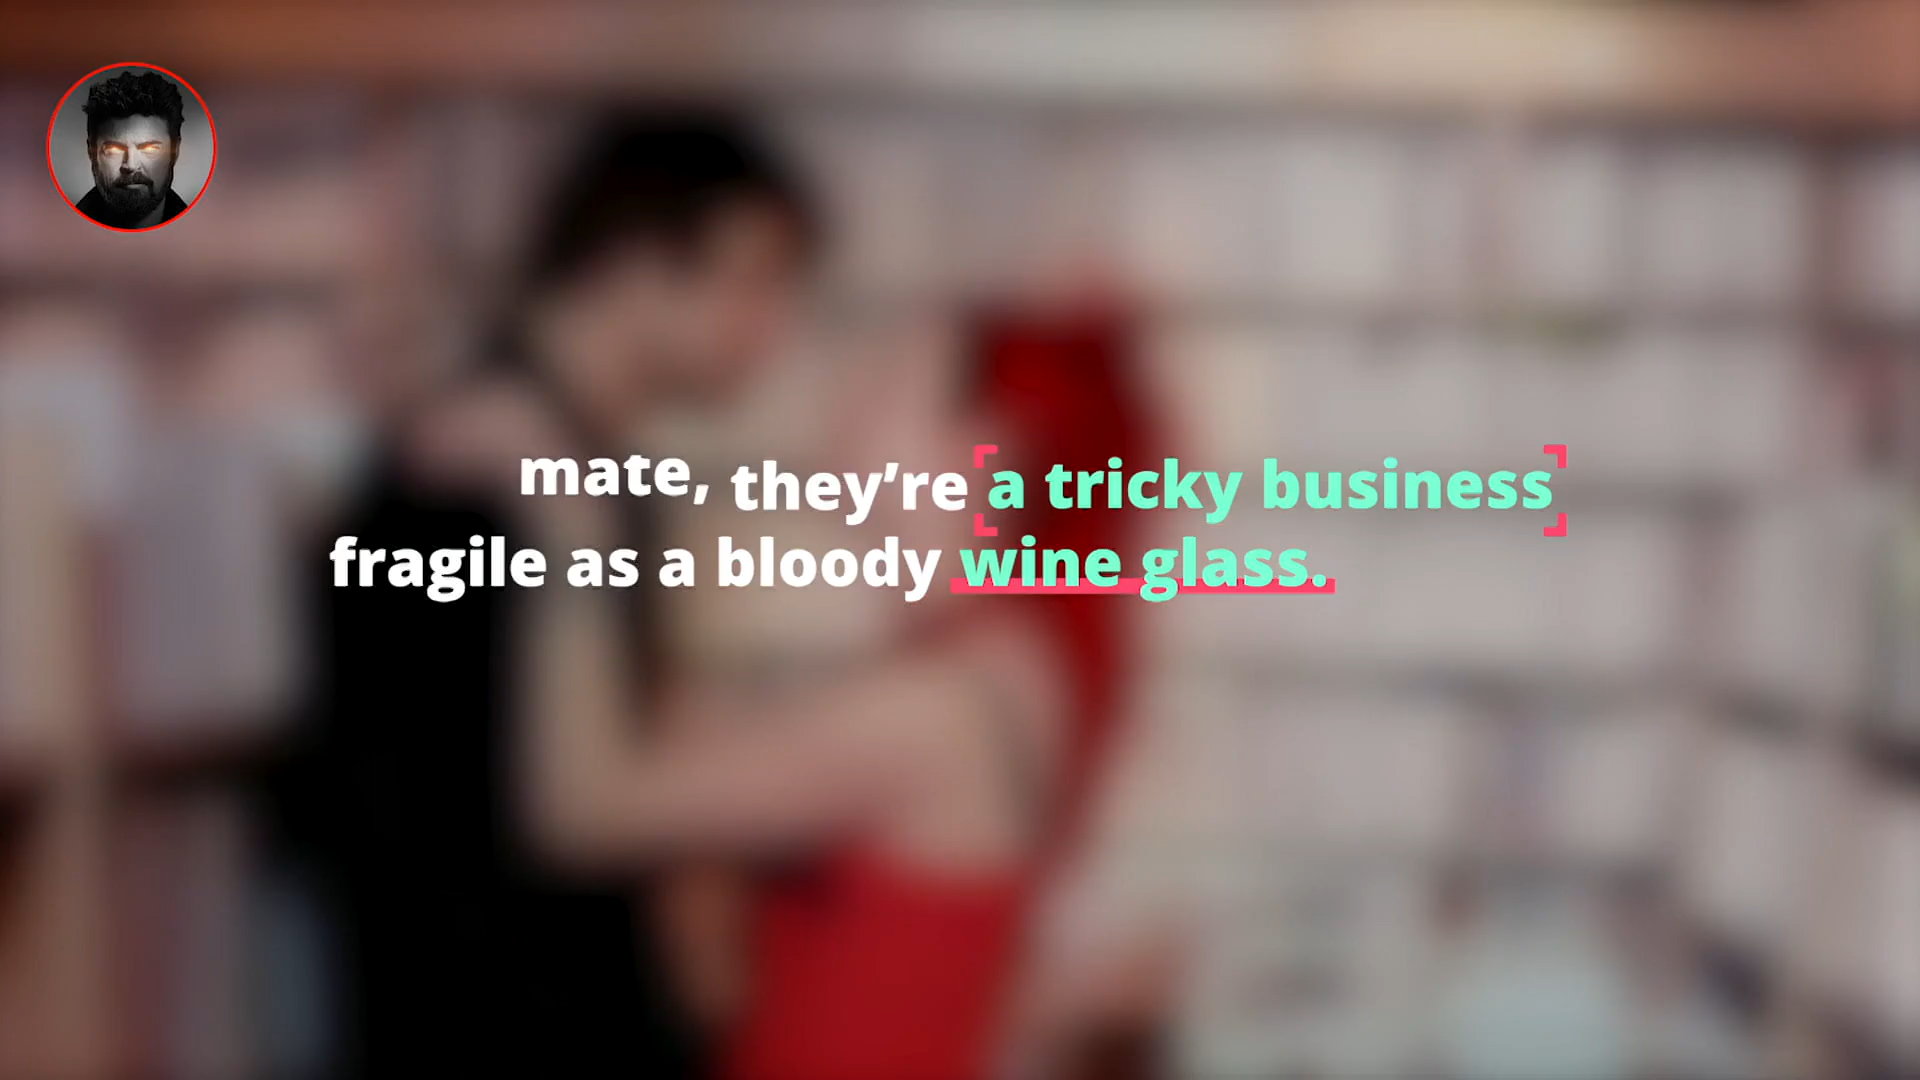 mate, they’re a tricky business
fragile as a bloody wine glass.